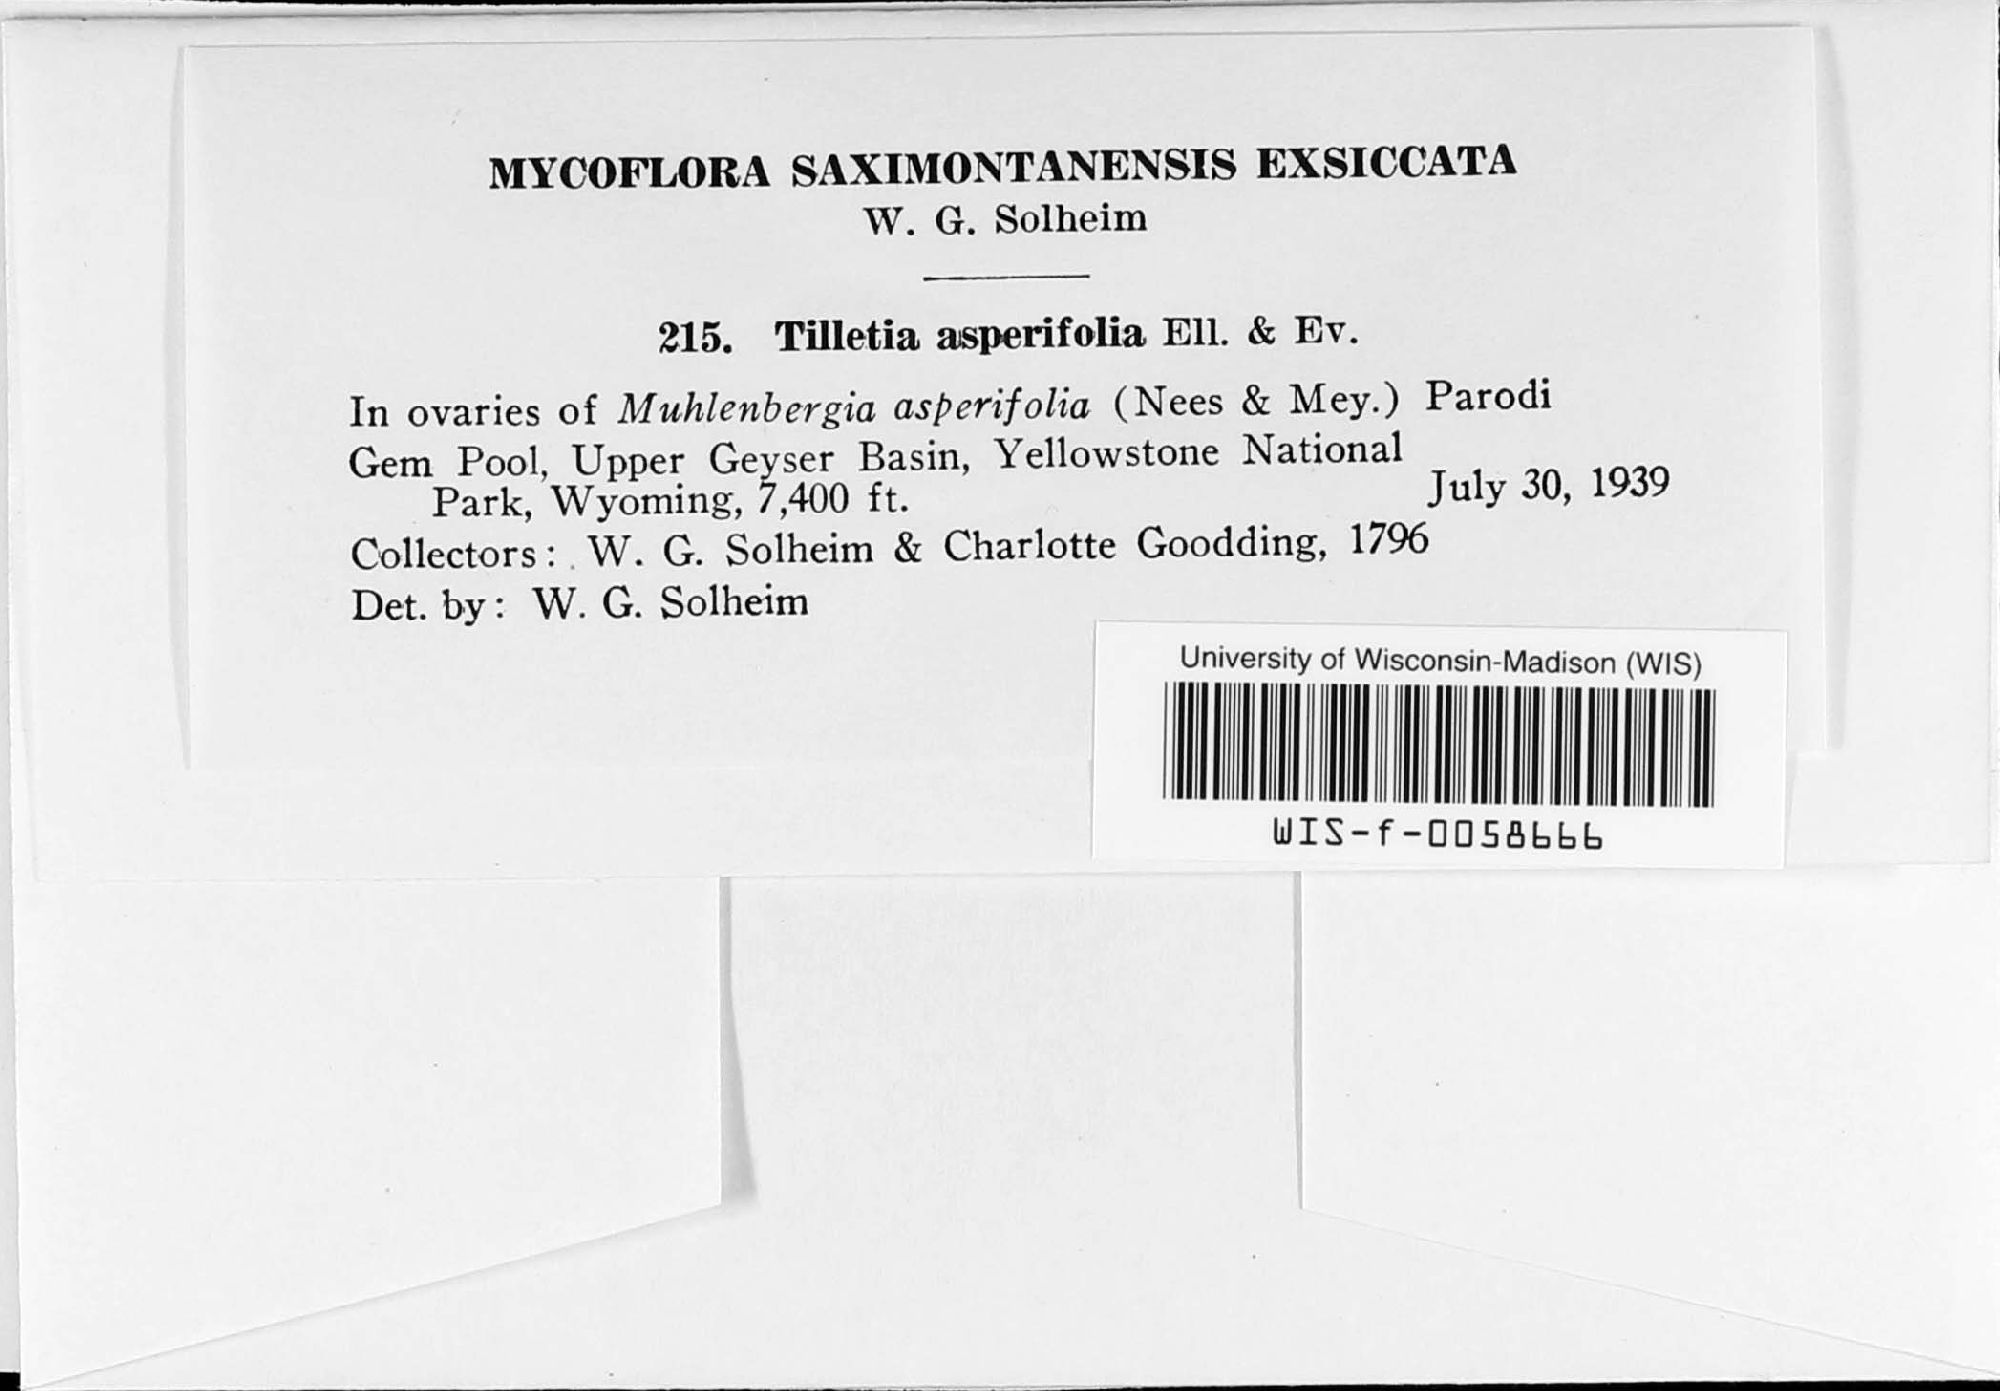 MYCOFLORA SAXIMONTANENSIS EXSICCATA
W. G. Solheim
215. Tilletia asperifolia Ell. & Ev.
In ovaries of Muhlenbergia asperifolia (Nees & Mey.) Parodi
Gem Pool, Upper Geyser Basin, Yellowstone National
Park, Wyoming, 7,400 ft. July 30, 1939
Collectors: W. G. Solheim & Charlotte Goodding, 1796
Det. by: W. G. Solheim
University of Wisconsin-Madison (WIS)
WIS-f-0058666